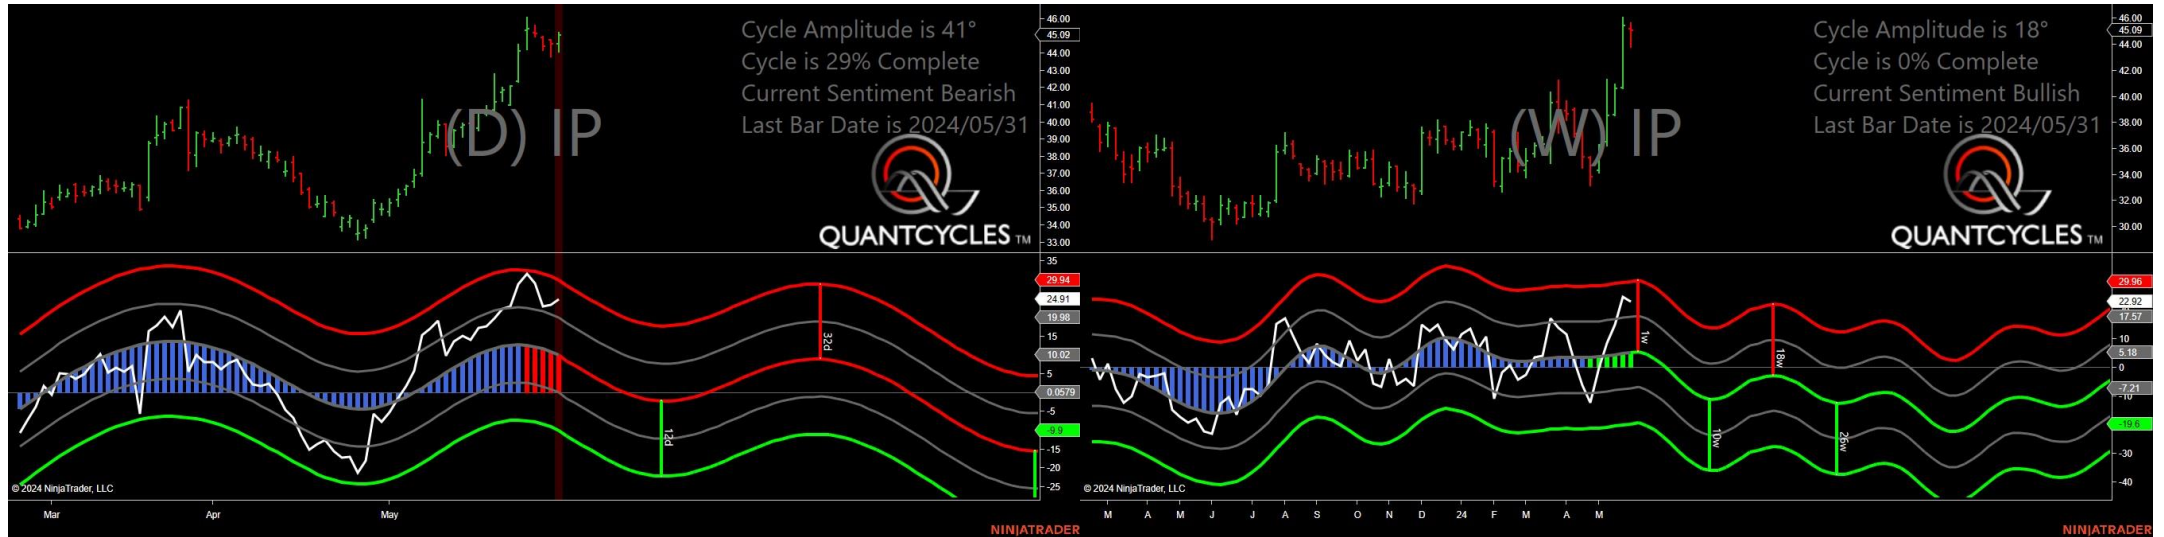 Cycle Amplitude is 41°
Cycle is 29% Complete
Current Sentiment Bearish
Last Bar Date is 2024/05/31
(D) IP
QUANTCYCLES TM
46.00
45.09
44.00
43.00
42.00
41.00
40.00
39.00
38.00
37.00
36.00
35.00
34.00
33.00
35
29.94
24.91
19.98
15
10.02
5
0.0579
-5
-9.9
-15
-20
-25
32d
12d
© 2024 NinjaTrader, LLC
Mar Apr May
NINJATRADER
Cycle Amplitude is 18°
Cycle is 0% Complete
Current Sentiment Bullish
Last Bar Date is 2024/05/31
(W) IP
QUANTCYCLES TM
46.00
45.09
44.00
42.00
40.00
38.00
36.00
34.00
32.00
30.00
29.96
22.92
17.57
10
5.18
0
-7.21
-10
-19.6
-30
-40
1w
18w
10w
26w
© 2024 NinjaTrader, LLC
M A M J J A S O N D 24 F M A M
NINJATRADER